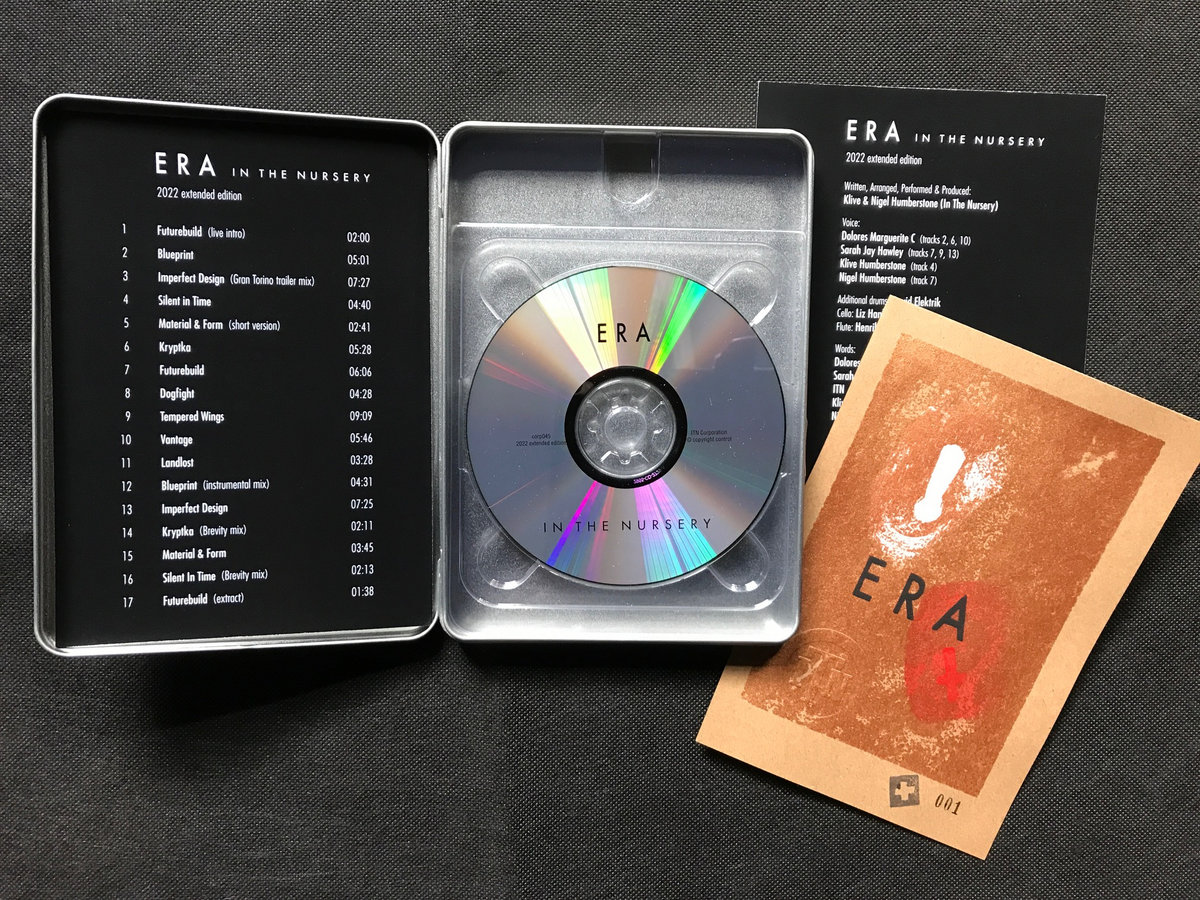 ERA IN THE NURSERY
2022 extended edition
1 Futurebuild (live intro) 02:00
2 Blueprint 05:01
3 Imperfect Design (Gran Torino trailer mix) 07:27
4 Silent in Time 04:40
5 Material & Form (short version) 02:41
6 Kryptka 05:28
7 Futurebuild 06:06
8 Dogfight 04:28
9 Tempered Wings 09:09
10 Vantage 05:46
11 Landlost 03:28
12 Blueprint (instrumental mix) 04:31
13 Imperfect Design 07:25
14 Kryptka (Brevity mix) 02:11
15 Material & Form 03:45
16 Silent In Time (Brevity mix) 02:13
17 Futurebuild (extract) 01:38
ERA
corp045
2022 extended edition
ITN Corporation
© copyright control
IN THE NURSERY
ERA IN THE NURSERY
2022 extended edition
Written, Arranged, Performed & Produced:
Klive & Nigel Humberstone (In The Nursery)
Voice:
Dolores Marguerite C (tracks 2, 6, 10)
Sarah Jay Hawley (tracks 7, 9, 13)
Klive Humberstone (track 4)
Nigel Humberstone (track 7)
Additional drums Elektrik
Cello: Liz
Flute:
Words:
Dolores
Sarah
ITN
ERA
001